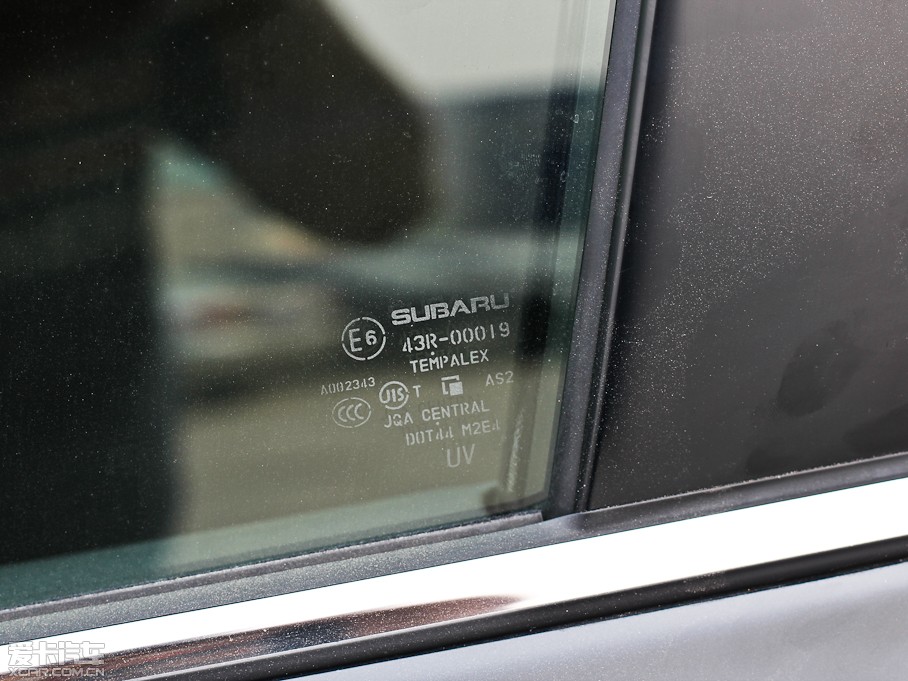 SUBARU
E6
43R-00019
TEMPALEX
A002343
JIS T AS2
CCC
JQA CENTRAL
DOT44 M2E4
UV
爱卡汽车
XCAR.COM.CN